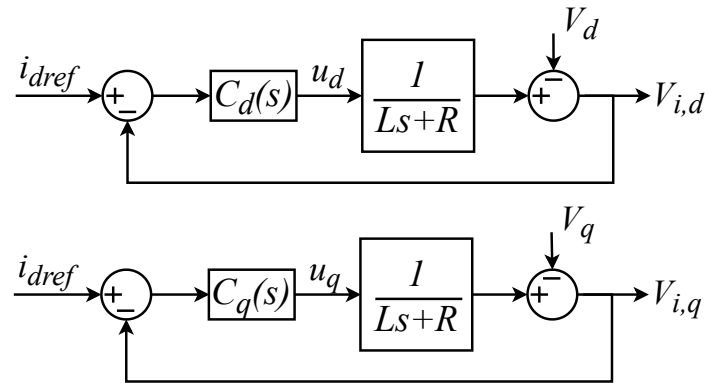 V_d
i_dref
+
−
C_d(s)
u_d
1
Ls+R
−
+
V_i,d
V_q
i_dref
+
−
C_q(s)
u_q
1
Ls+R
−
+
V_i,q